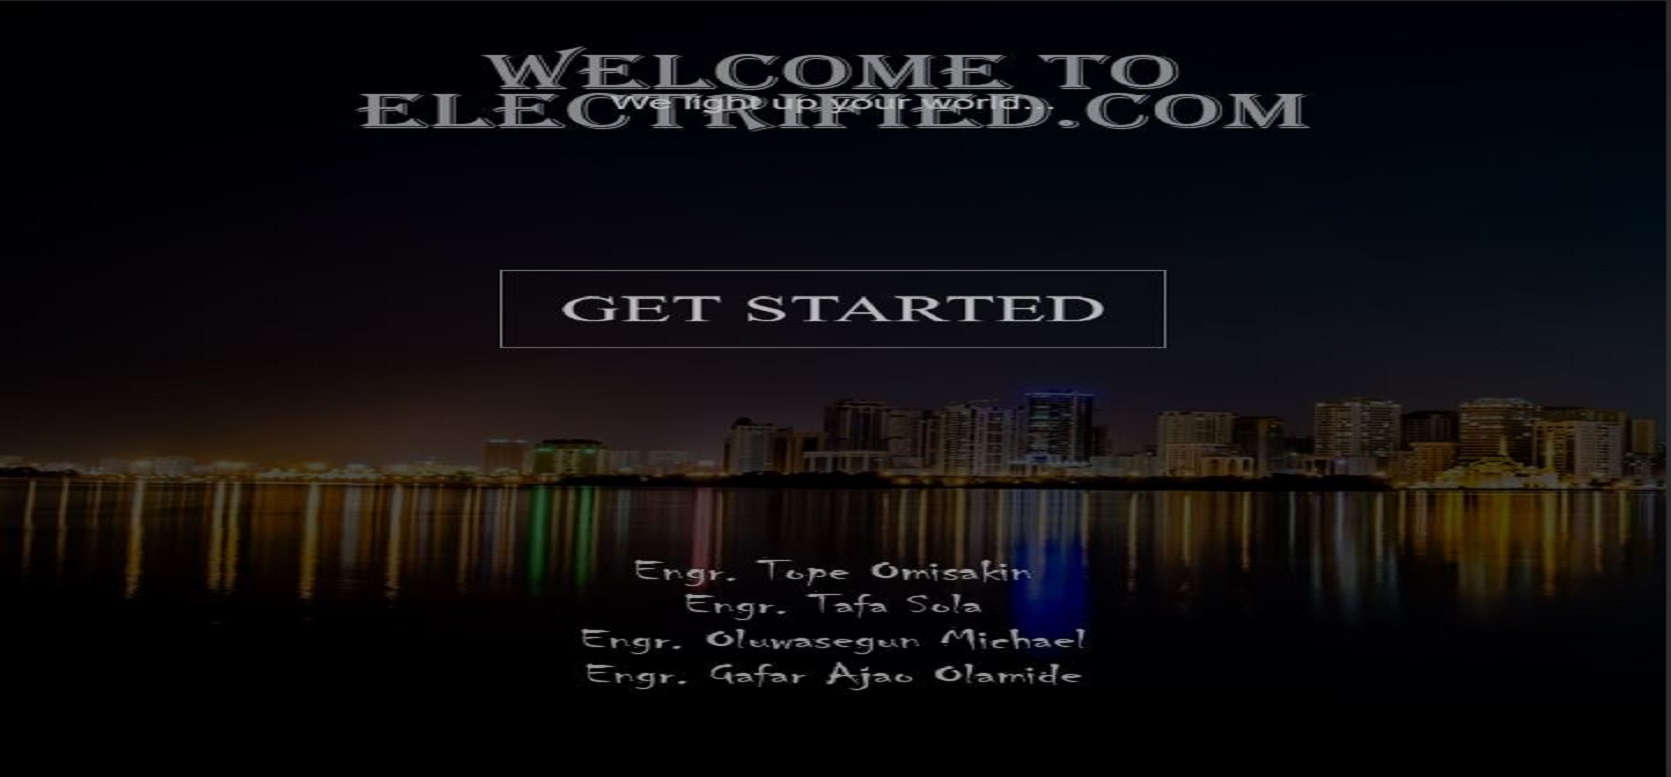 WELCOME TO
ELECTRIFIED.COM
We light up your world...
GET STARTED
Engr. Tope Omisakin
Engr. Tafa Sola
Engr. Oluwasegun Michael
Engr. Gafar Ajao Olamide